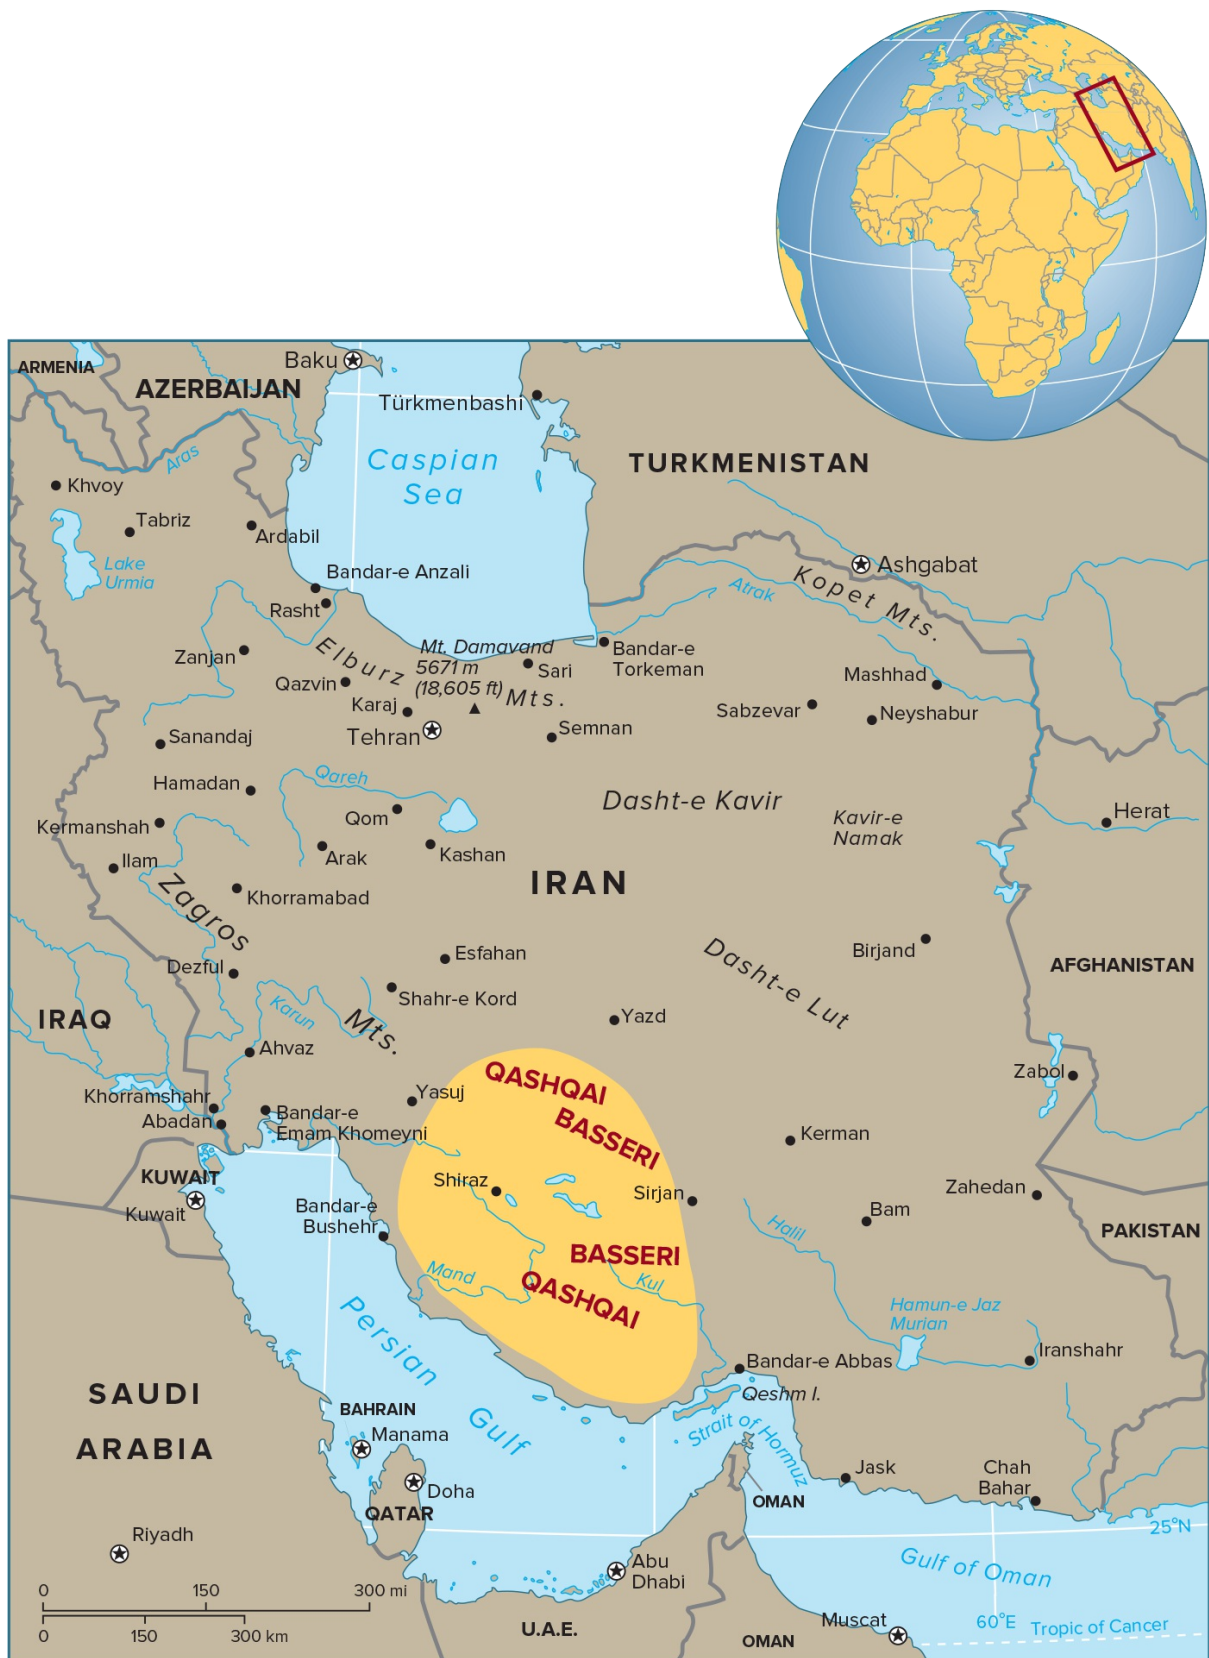 ARMENIA
Baku
AZERBAIJAN
Türkmenbashi
Caspian
Sea
TURKMENISTAN
Aras
Khvoy
Tabriz
Ardabil
Lake
Urmia
Bandar-e Anzali
Rasht
Ashgabat
Kopet Mts.
Atrak
Zanjan
Elburz
Mts.
Mt. Damavand
5671 m
(18,605 ft)
Sari
Bandar-e
Torkeman
Qazvin
Karaj
Tehran
Semnan
Mashhad
Sabzevar
Neyshabur
Sanandaj
Hamadan
Qareh
Qom
Dasht-e Kavir
Kavir-e
Namak
Herat
Kermanshah
Ilam
Arak
Kashan
IRAN
Zagros
Mts.
Khorramabad
Esfahan
Birjand
Dasht-e Lut
AFGHANISTAN
Dezful
Shahr-e Kord
IRAQ
Karun
Yazd
Ahvaz
Zabol
Khorramshahr
Abadan
Bandar-e
Emam Khomeyni
Yasuj
QASHQAI
BASSERI
Kerman
KUWAIT
Kuwait
Shiraz
Sirjan
Zahedan
Bandar-e
Bushehr
Bam
Halil
PAKISTAN
BASSERI
QASHQAI
Mand
Kul
Persian
Gulf
Hamun-e Jaz
Murian
Iranshahr
Bandar-e Abbas
Qeshm I.
Strait of Hormuz
SAUDI
ARABIA
BAHRAIN
Manama
Doha
QATAR
Jask
Chah
Bahar
OMAN
25°N
Riyadh
Abu
Dhabi
Gulf of Oman
0 150 300 mi
0 150 300 km
U.A.E.
Muscat
60°E
Tropic of Cancer
OMAN